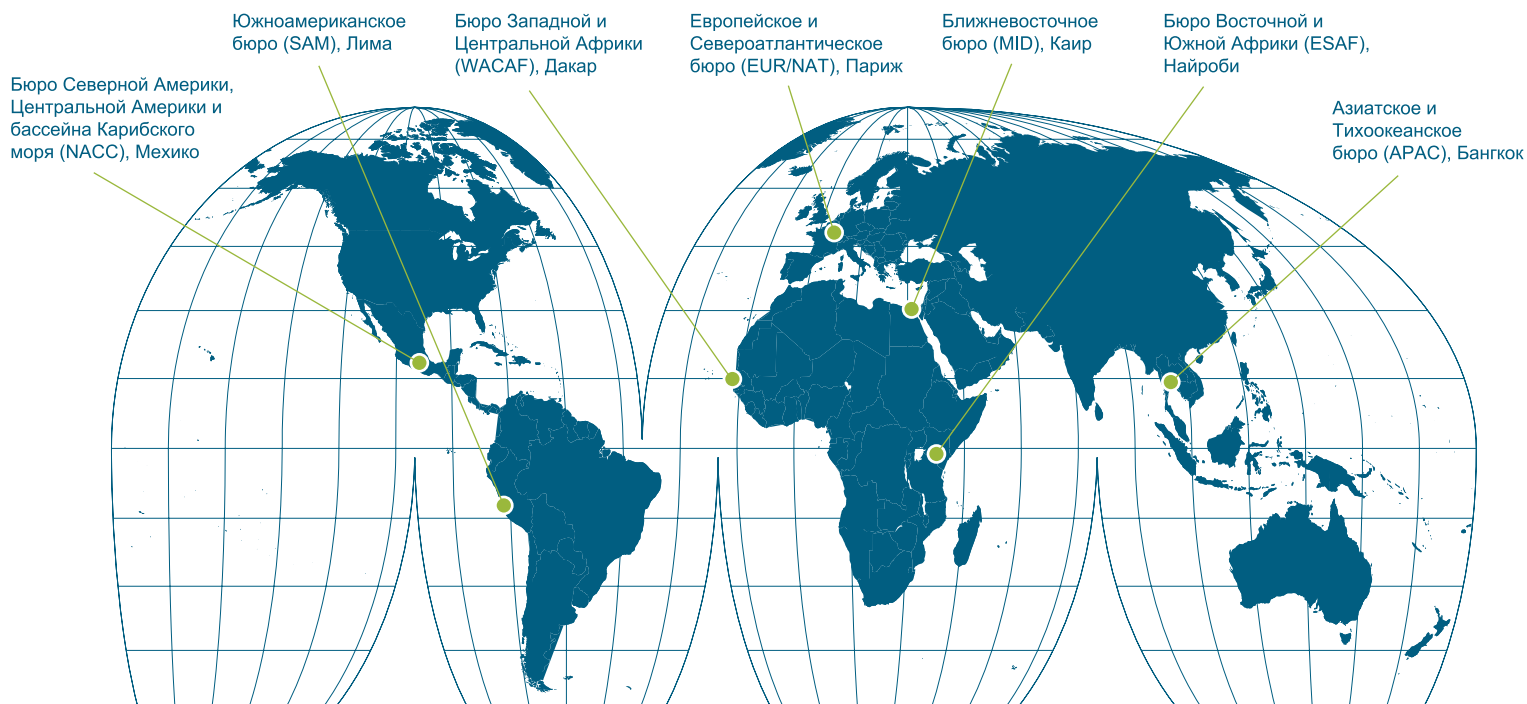 Южноамериканское
бюро (SAM), Лима
Бюро Западной и
Центральной Африки
(WACAF), Дакар
Европейское и
Североатлантическое
бюро (EUR/NAT), Париж
Ближневосточное
бюро (MID), Каир
Бюро Восточной и
Южной Африки (ESAF),
Найроби
Бюро Северной Америки,
Центральной Америки и
бассейна Карибского
моря (NACC), Мехико
Азиатское и
Тихоокеанское
бюро (APAC), Бангкок